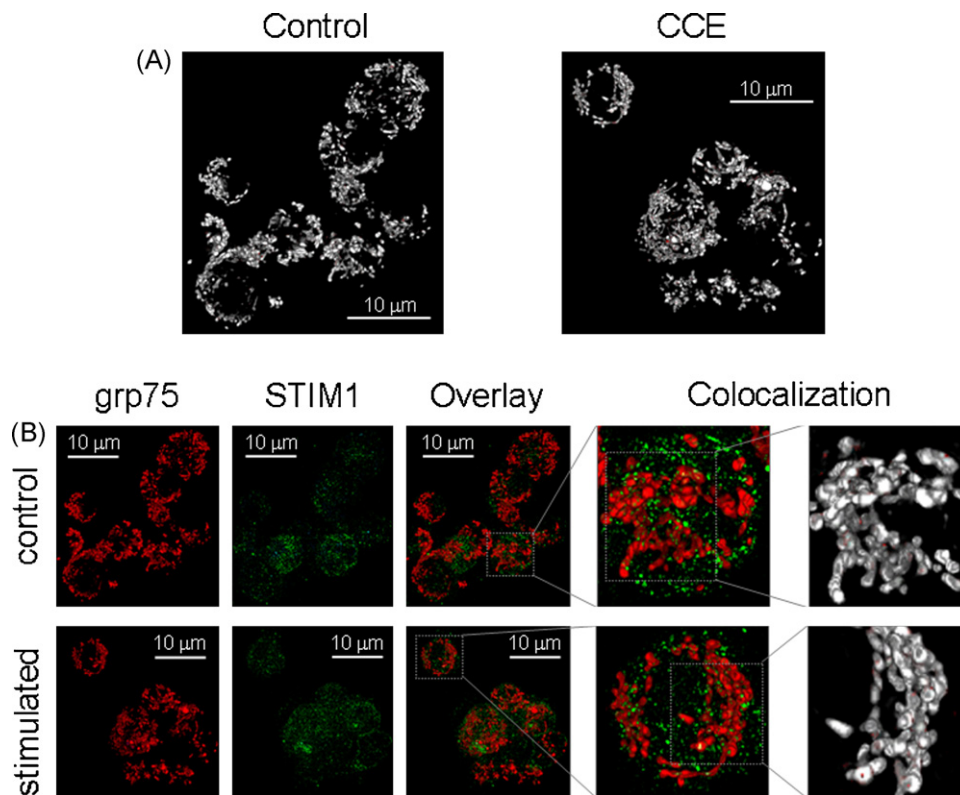 Control CCE
(A)
10 μm
10 μm
grp75 STIM1 Overlay Colocalization
(B)
control
10 μm 10 μm 10 μm
stimulated
10 μm 10 μm 10 μm